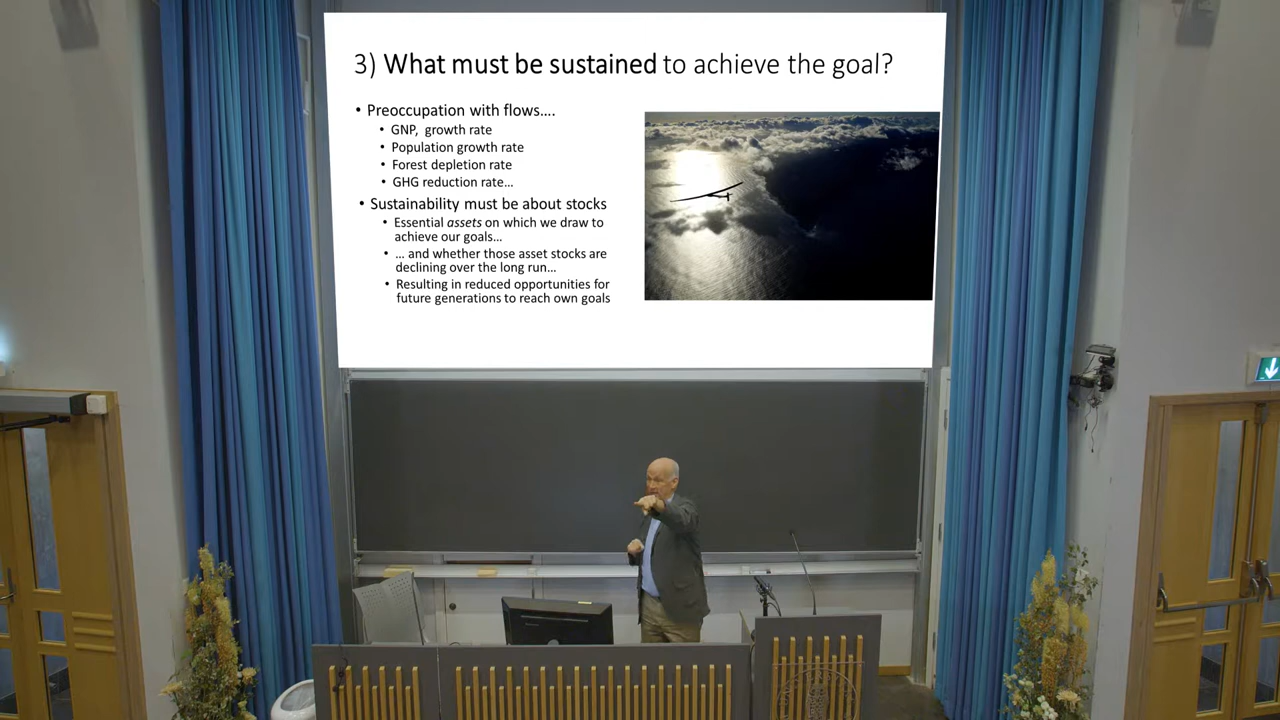 3) What must be sustained to achieve the goal?
• Preoccupation with flows....
• GNP, growth rate
• Population growth rate
• Forest depletion rate
• GHG reduction rate…
• Sustainability must be about stocks
• Essential assets on which we draw to
achieve our goals…
• … and whether those asset stocks are
declining over the long run…
• Resulting in reduced opportunities for
future generations to reach own goals